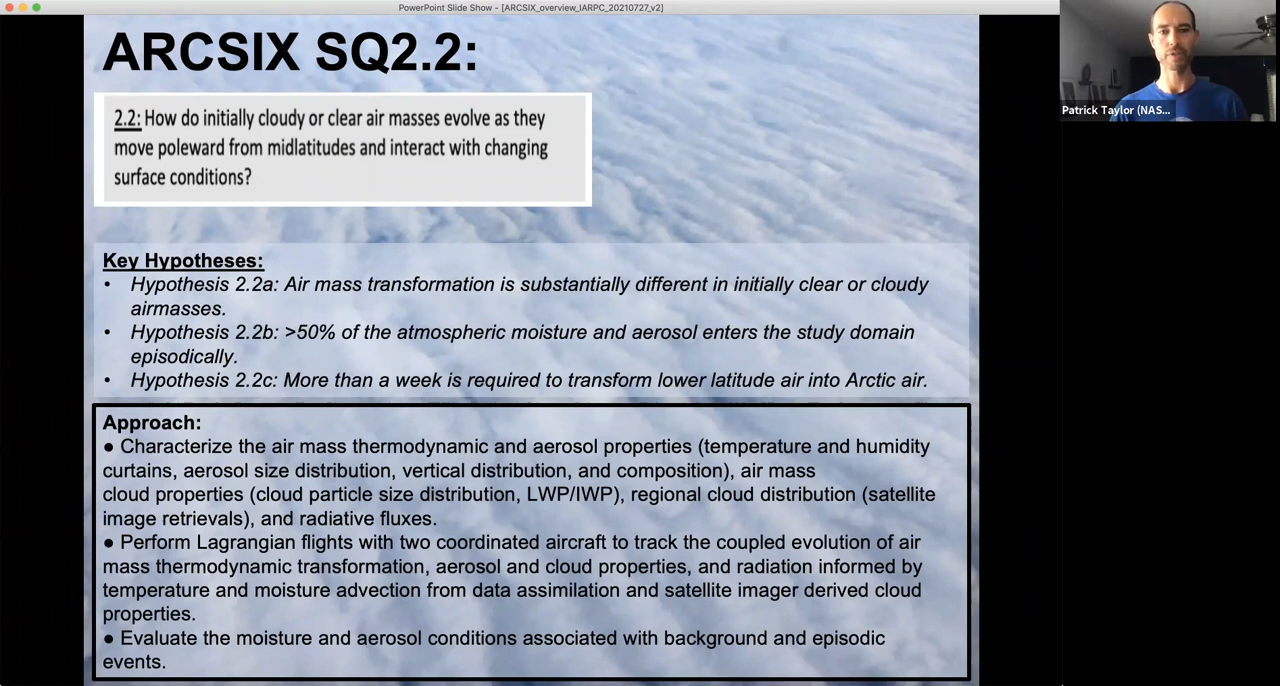 PowerPoint Slide Show - [ARCSIX_overview_IARPC_20210727_v2]
ARCSIX SQ2.2:
2.2: How do initially cloudy or clear air masses evolve as they
move poleward from midlatitudes and interact with changing
surface conditions?
Key Hypotheses:
• Hypothesis 2.2a: Air mass transformation is substantially different in initially clear or cloudy
airmasses.
• Hypothesis 2.2b: >50% of the atmospheric moisture and aerosol enters the study domain
episodically.
• Hypothesis 2.2c: More than a week is required to transform lower latitude air into Arctic air.
Approach:
● Characterize the air mass thermodynamic and aerosol properties (temperature and humidity
curtains, aerosol size distribution, vertical distribution, and composition), air mass
cloud properties (cloud particle size distribution, LWP/IWP), regional cloud distribution (satellite
image retrievals), and radiative fluxes.
● Perform Lagrangian flights with two coordinated aircraft to track the coupled evolution of air
mass thermodynamic transformation, aerosol and cloud properties, and radiation informed by
temperature and moisture advection from data assimilation and satellite imager derived cloud
properties.
● Evaluate the moisture and aerosol conditions associated with background and episodic
events.
Patrick Taylor (NAS...